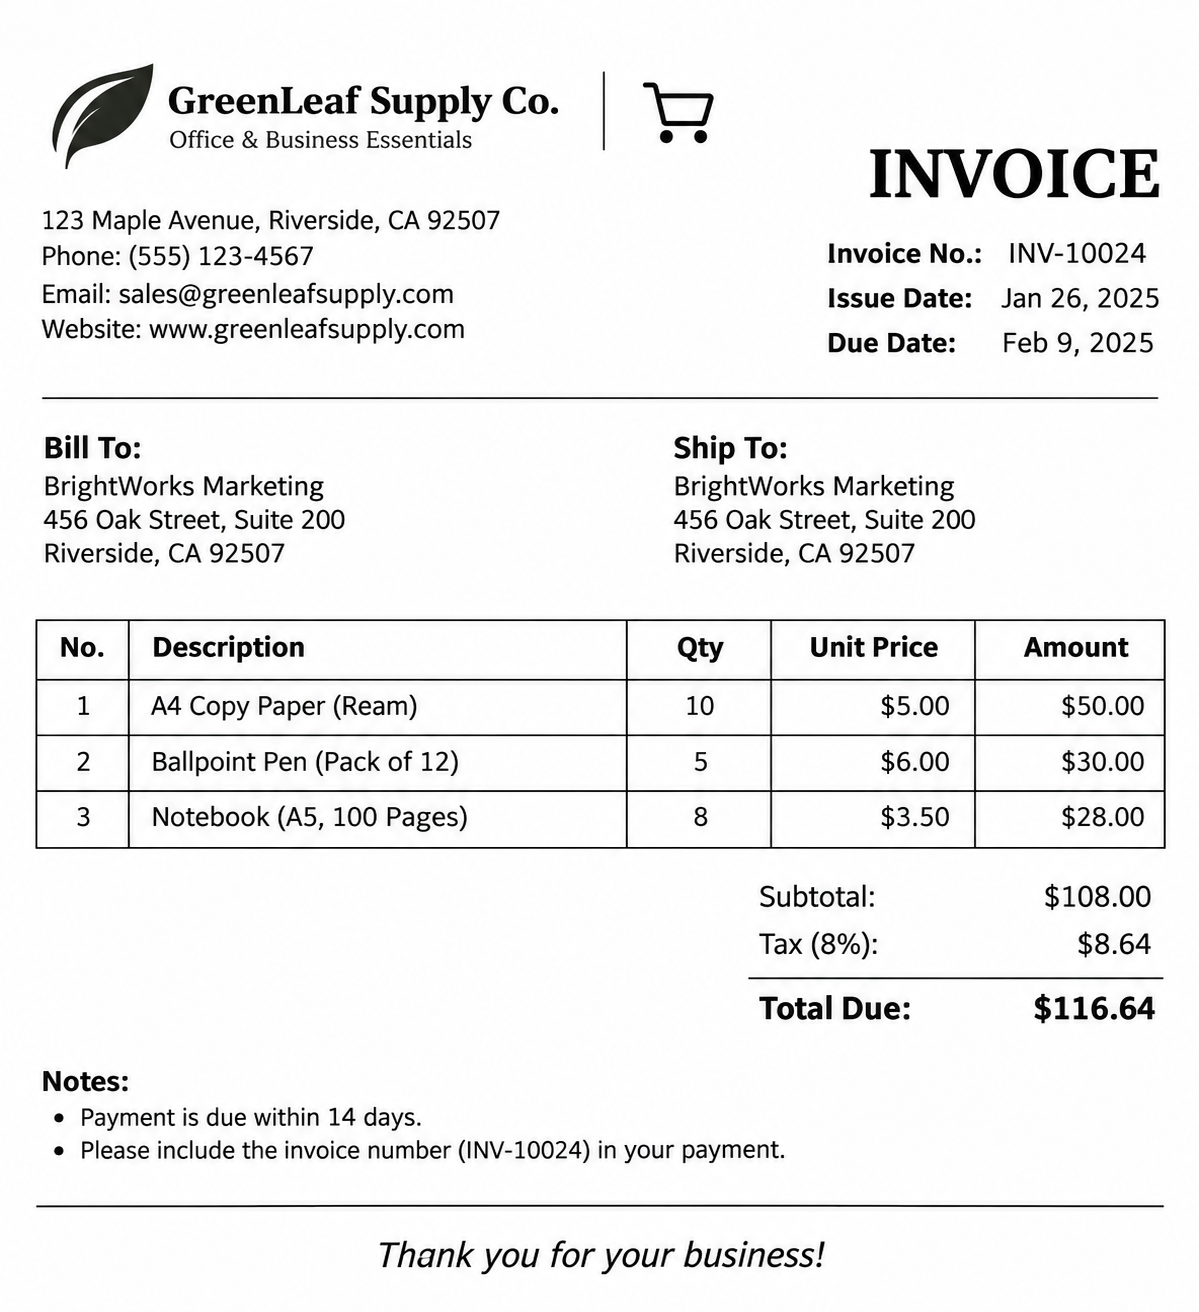 GreenLeaf Supply Co.
Office & Business Essentials
INVOICE
123 Maple Avenue, Riverside, CA 92507
Phone: (555) 123-4567
Email: sales@greenleafsupply.com
Website: www.greenleafsupply.com
Invoice No.: INV-10024
Issue Date: Jan 26, 2025
Due Date: Feb 9, 2025
Bill To:
BrightWorks Marketing
456 Oak Street, Suite 200
Riverside, CA 92507
Ship To:
BrightWorks Marketing
456 Oak Street, Suite 200
Riverside, CA 92507
No. Description Qty Unit Price Amount
1 A4 Copy Paper (Ream) 10 $5.00 $50.00
2 Ballpoint Pen (Pack of 12) 5 $6.00 $30.00
3 Notebook (A5, 100 Pages) 8 $3.50 $28.00
Subtotal: $108.00
Tax (8%): $8.64
Total Due: $116.64
Notes:
• Payment is due within 14 days.
• Please include the invoice number (INV-10024) in your payment.
Thank you for your business!